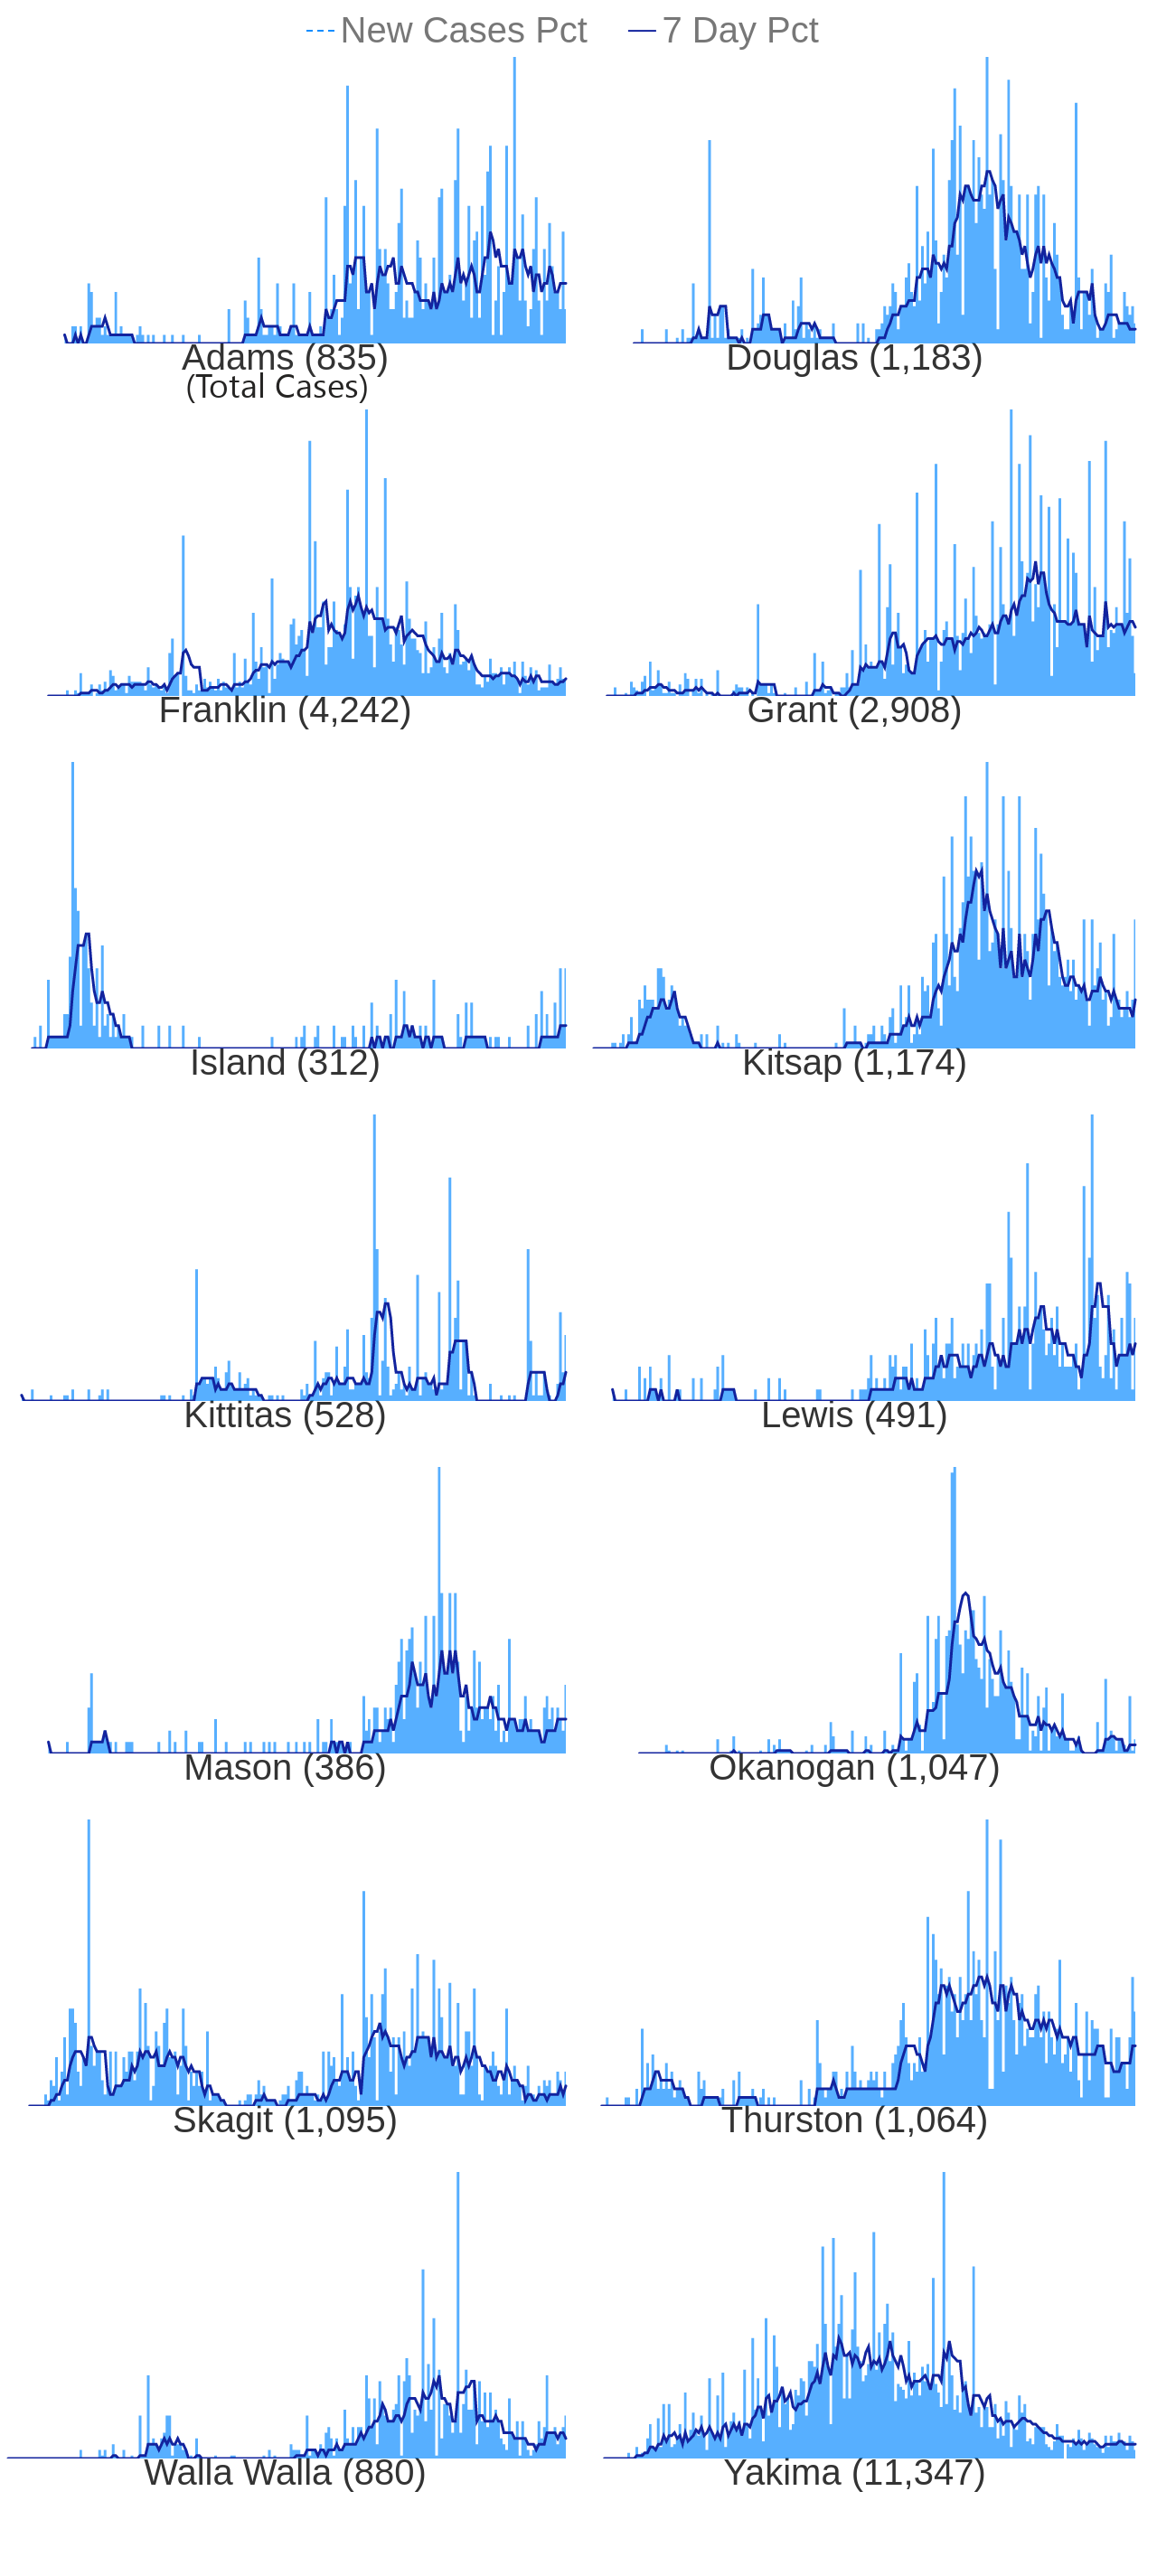 New Cases Pct 7 Day Pct
Adams (835) Douglas (1,183)
(Total Cases)
Franklin (4,242) Grant (2,908)
Island (312) Kitsap (1,174)
Kittitas (528) Lewis (491)
Mason (386) Okanogan (1,047)
Skagit (1,095) Thurston (1,064)
Walla Walla (880) Yakima (11,347)